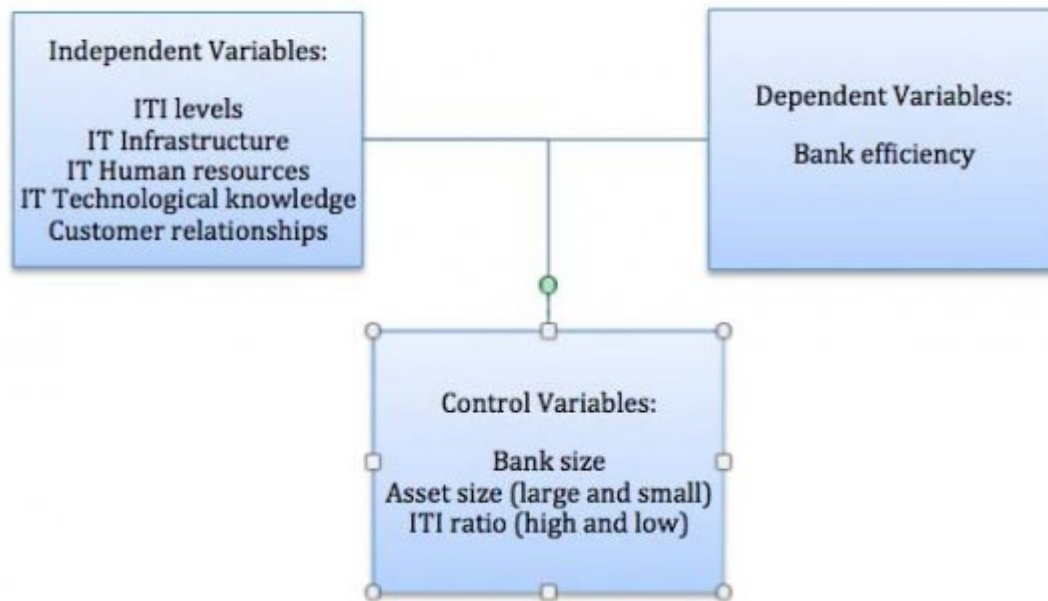 Independent Variables:
ITI levels
IT Infrastructure
IT Human resources
IT Technological knowledge
Customer relationships
Dependent Variables:
Bank efficiency
Control Variables:
Bank size
Asset size (large and small)
ITI ratio (high and low)